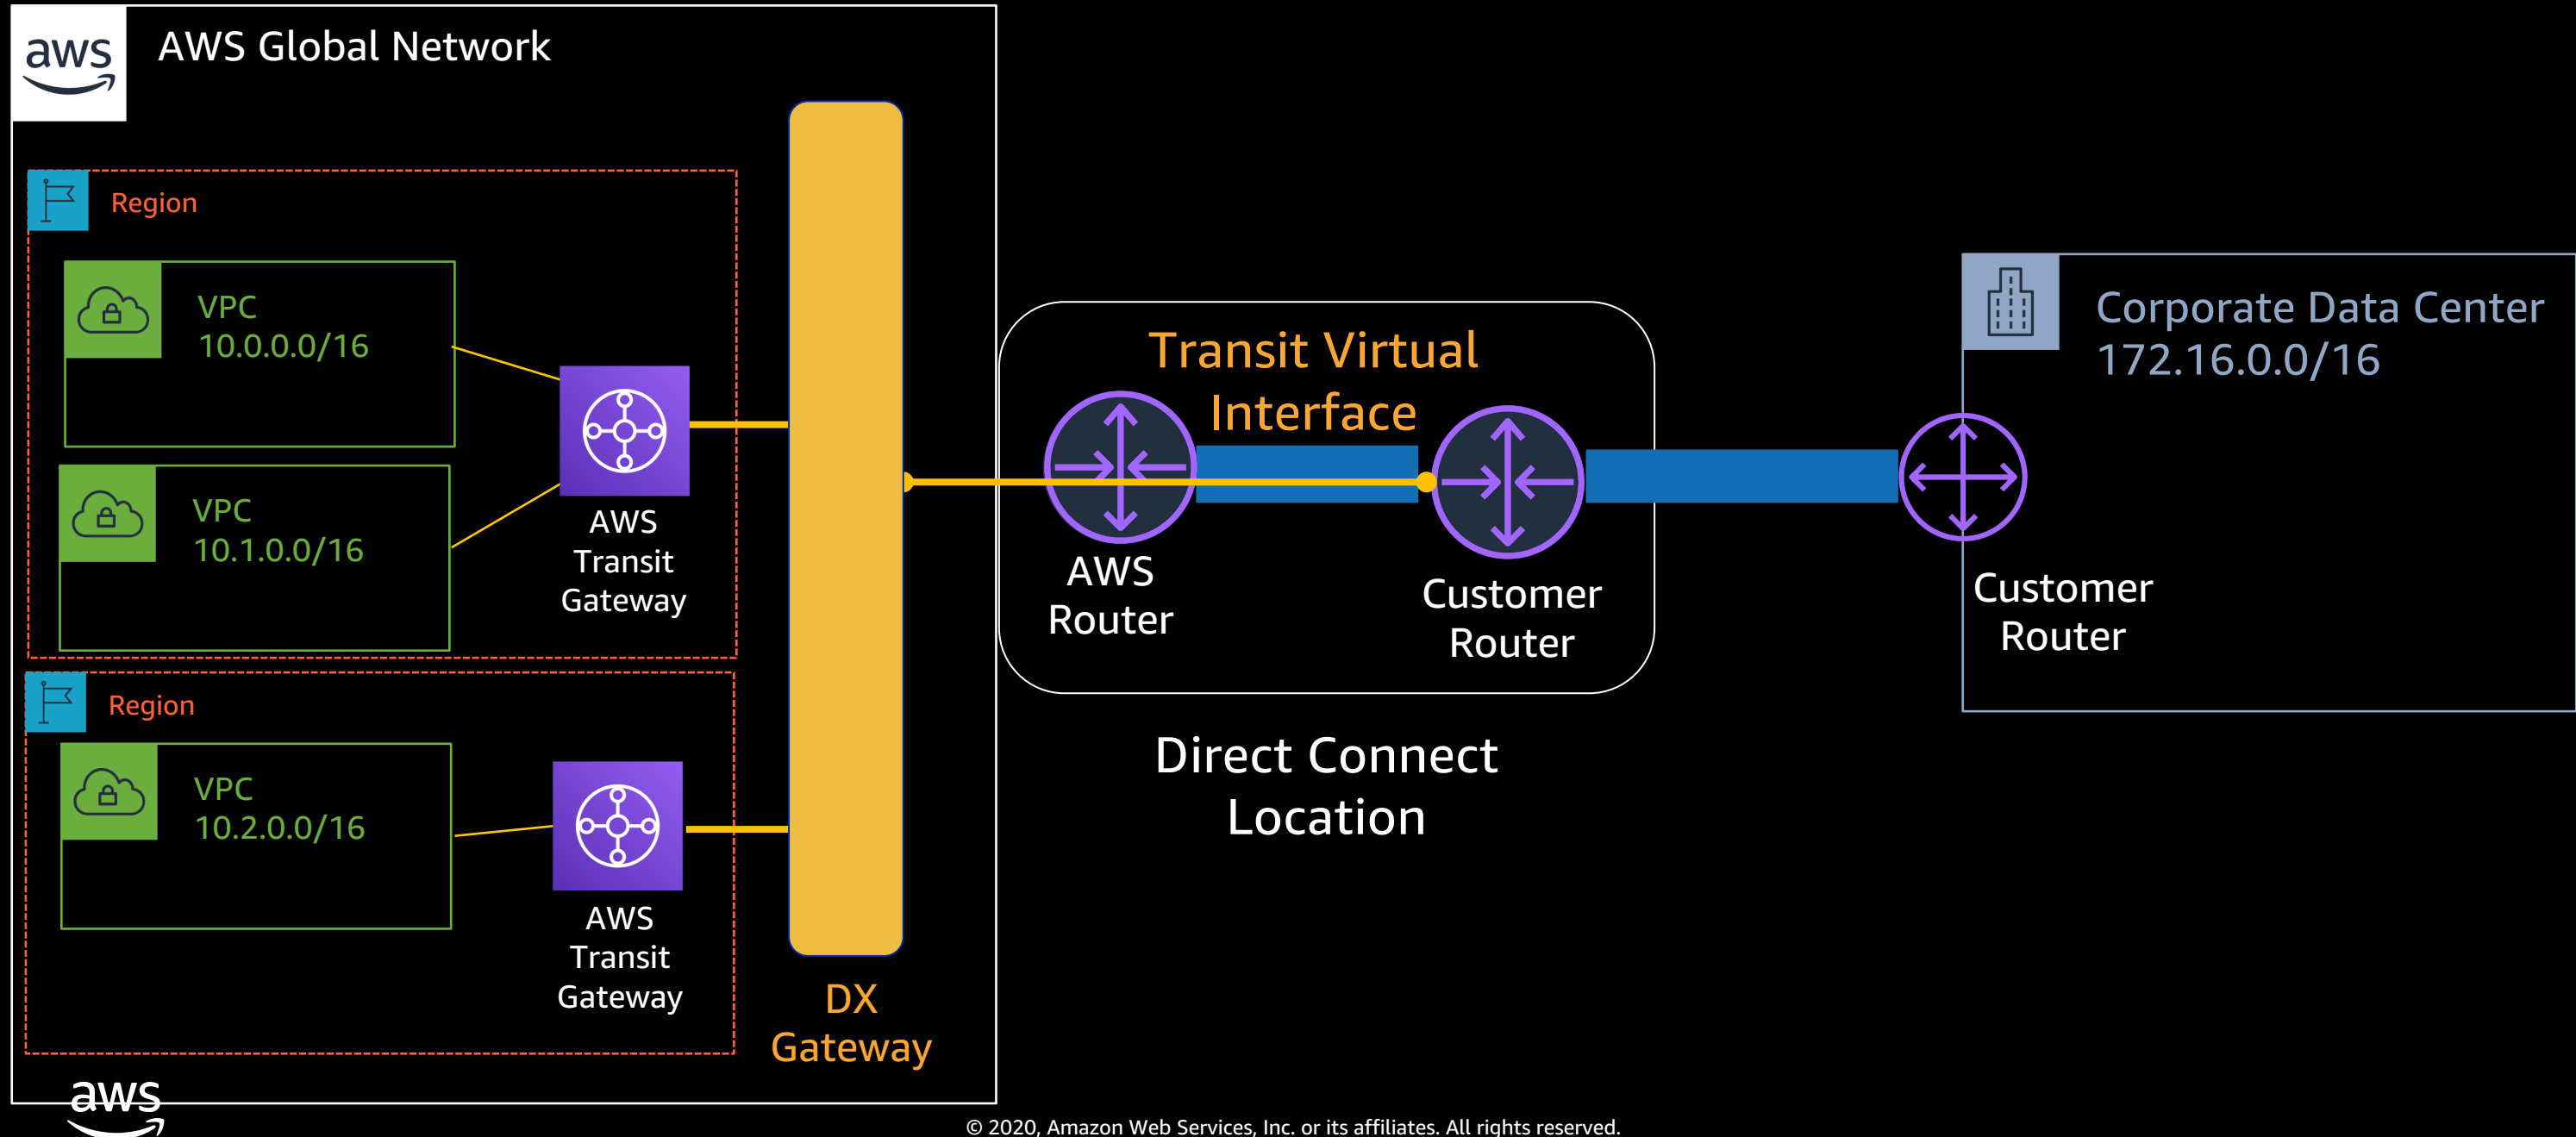 aws
AWS Global Network
Region
VPC
10.0.0.0/16
VPC
10.1.0.0/16
AWS
Transit
Gateway
Region
VPC
10.2.0.0/16
AWS
Transit
Gateway
DX
Gateway
Transit Virtual
Interface
AWS
Router
Customer
Router
Direct Connect
Location
Corporate Data Center
172.16.0.0/16
Customer
Router
aws
© 2020, Amazon Web Services, Inc. or its affiliates. All rights reserved.